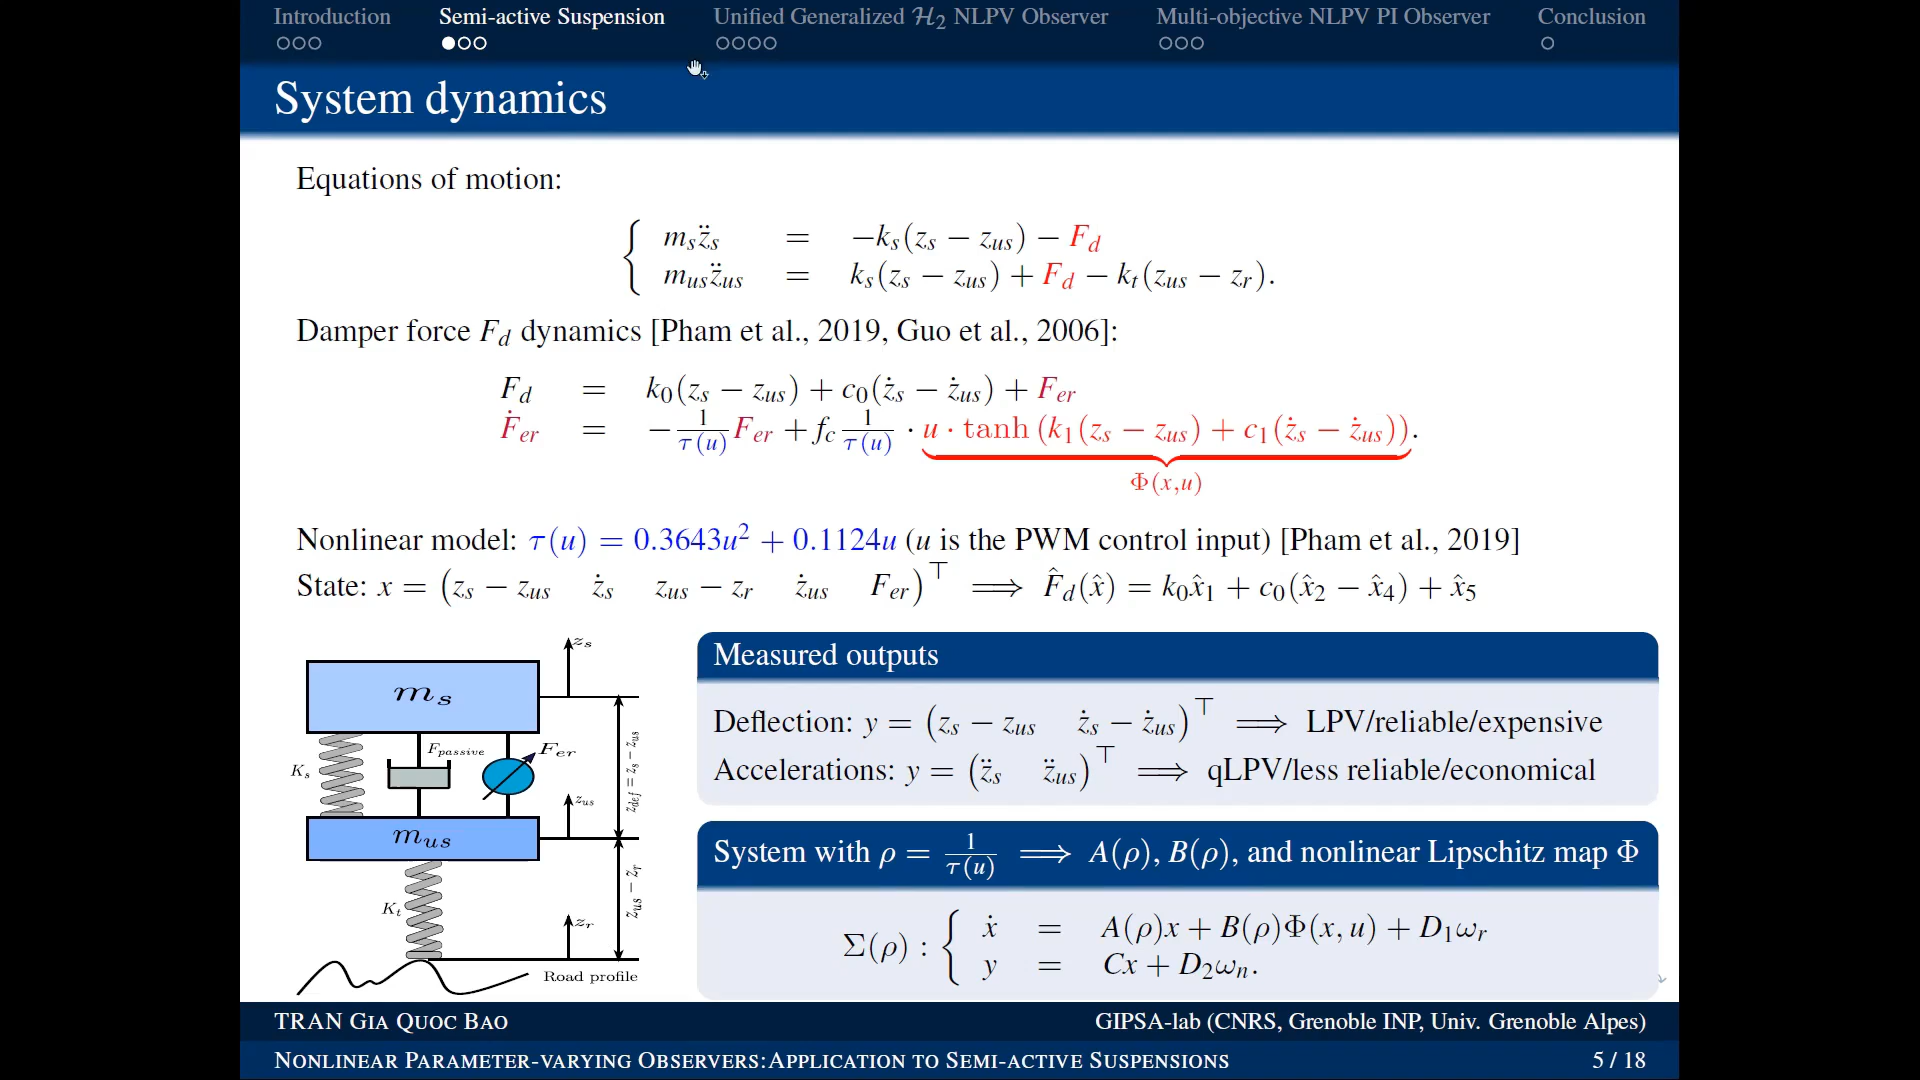 Introduction Semi-active Suspension Unified Generalized ℋ₂ NLPV Observer Multi-objective NLPV PI Observer Conclusion
System dynamics
Equations of motion:
m_s z̈_s = −k_s(z_s − z_us) − F_d
m_us z̈_us = k_s(z_s − z_us) + F_d − k_t(z_us − z_r).
Damper force F_d dynamics [Pham et al., 2019, Guo et al., 2006]:
F_d = k_0(z_s − z_us) + c_0(ż_s − ż_us) + F_er
Ḟ_er = −1/τ(u) F_er + f_c 1/τ(u) · u · tanh (k_1(z_s − z_us) + c_1(ż_s − ż_us)).
Φ(x,u)
Nonlinear model: τ(u) = 0.3643u² + 0.1124u (u is the PWM control input) [Pham et al., 2019]
State: x = (z_s − z_us ż_s z_us − z_r ż_us F_er)^⊤ ⟹ F̂_d(x̂) = k_0x̂_1 + c_0(x̂_2 − x̂_4) + x̂_5
z_s
m_s
F_passive
F_er
K_s
z_def = z_s − z_us
z_us
m_us
K_t
z_us − z_r
z_r
Road profile
Measured outputs
Deflection: y = (z_s − z_us ż_s − ż_us)^⊤ ⟹ LPV/reliable/expensive
Accelerations: y = (z̈_s z̈_us)^⊤ ⟹ qLPV/less reliable/economical
System with ρ = 1/τ(u) ⟹ A(ρ), B(ρ), and nonlinear Lipschitz map Φ
Σ(ρ) : { ẋ = A(ρ)x + B(ρ)Φ(x, u) + D_1ω_r
y = Cx + D_2ω_n.
TRAN GIA QUOC BAO GIPSA-lab (CNRS, Grenoble INP, Univ. Grenoble Alpes)
NONLINEAR PARAMETER-VARYING OBSERVERS: APPLICATION TO SEMI-ACTIVE SUSPENSIONS 5 / 18